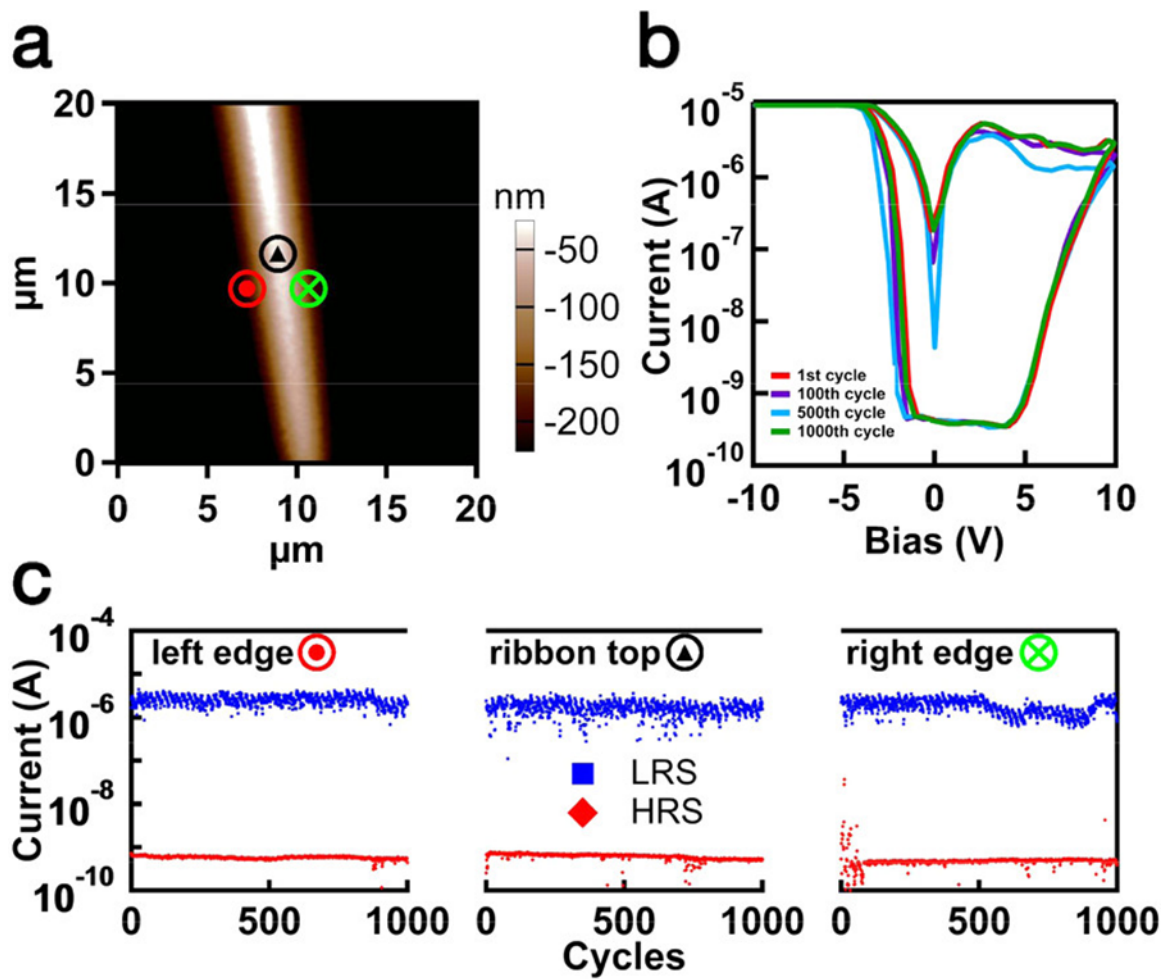 a
20
15
10
5
0
µm
0 5 10 15 20
µm
nm
-50
-100
-150
-200
b
10⁻⁵
10⁻⁶
10⁻⁷
10⁻⁸
10⁻⁹
10⁻¹⁰
Current (A)
1st cycle
100th cycle
500th cycle
1000th cycle
-10 -5 0 5 10
Bias (V)
c
10⁻⁴
10⁻⁶
10⁻⁸
10⁻¹⁰
Current (A)
left edge
ribbon top
right edge
LRS
HRS
0 500 1000
0 500 1000
0 500 1000
Cycles